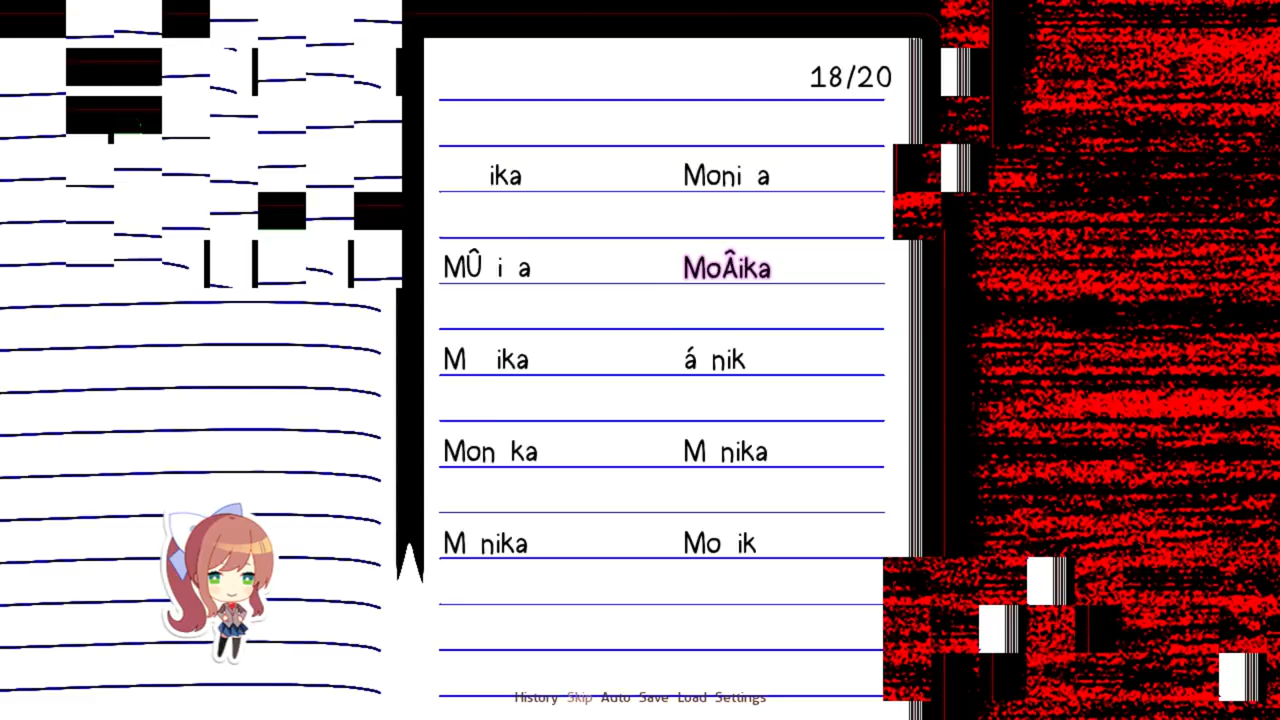 18/20
ika Moni a
MÛ i a MoÂika
M ika á nik
Mon ka M nika
M nika Mo ik
History Skip Auto Save Load Settings